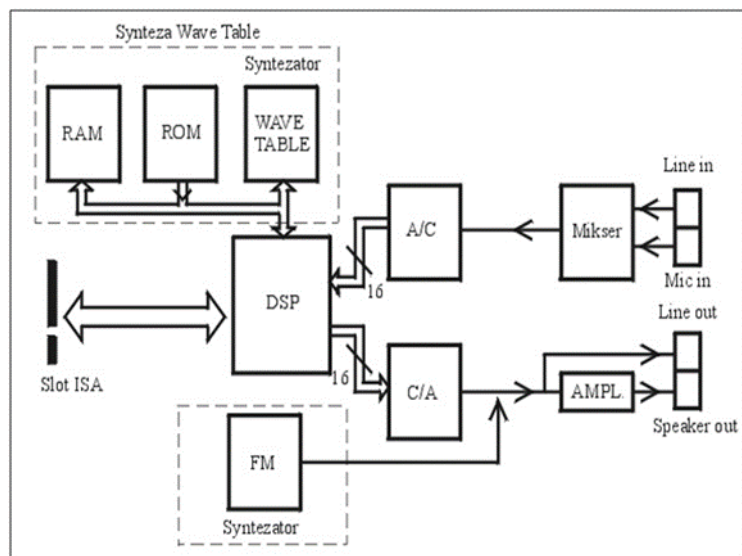 Synteza Wave Table
Syntezator
RAM
ROM
WAVE
TABLE
Line in
A/C
Mikser
Mic in
16
DSP
Slot ISA
Line out
16
C/A
AMPL.
Speaker out
FM
Syntezator